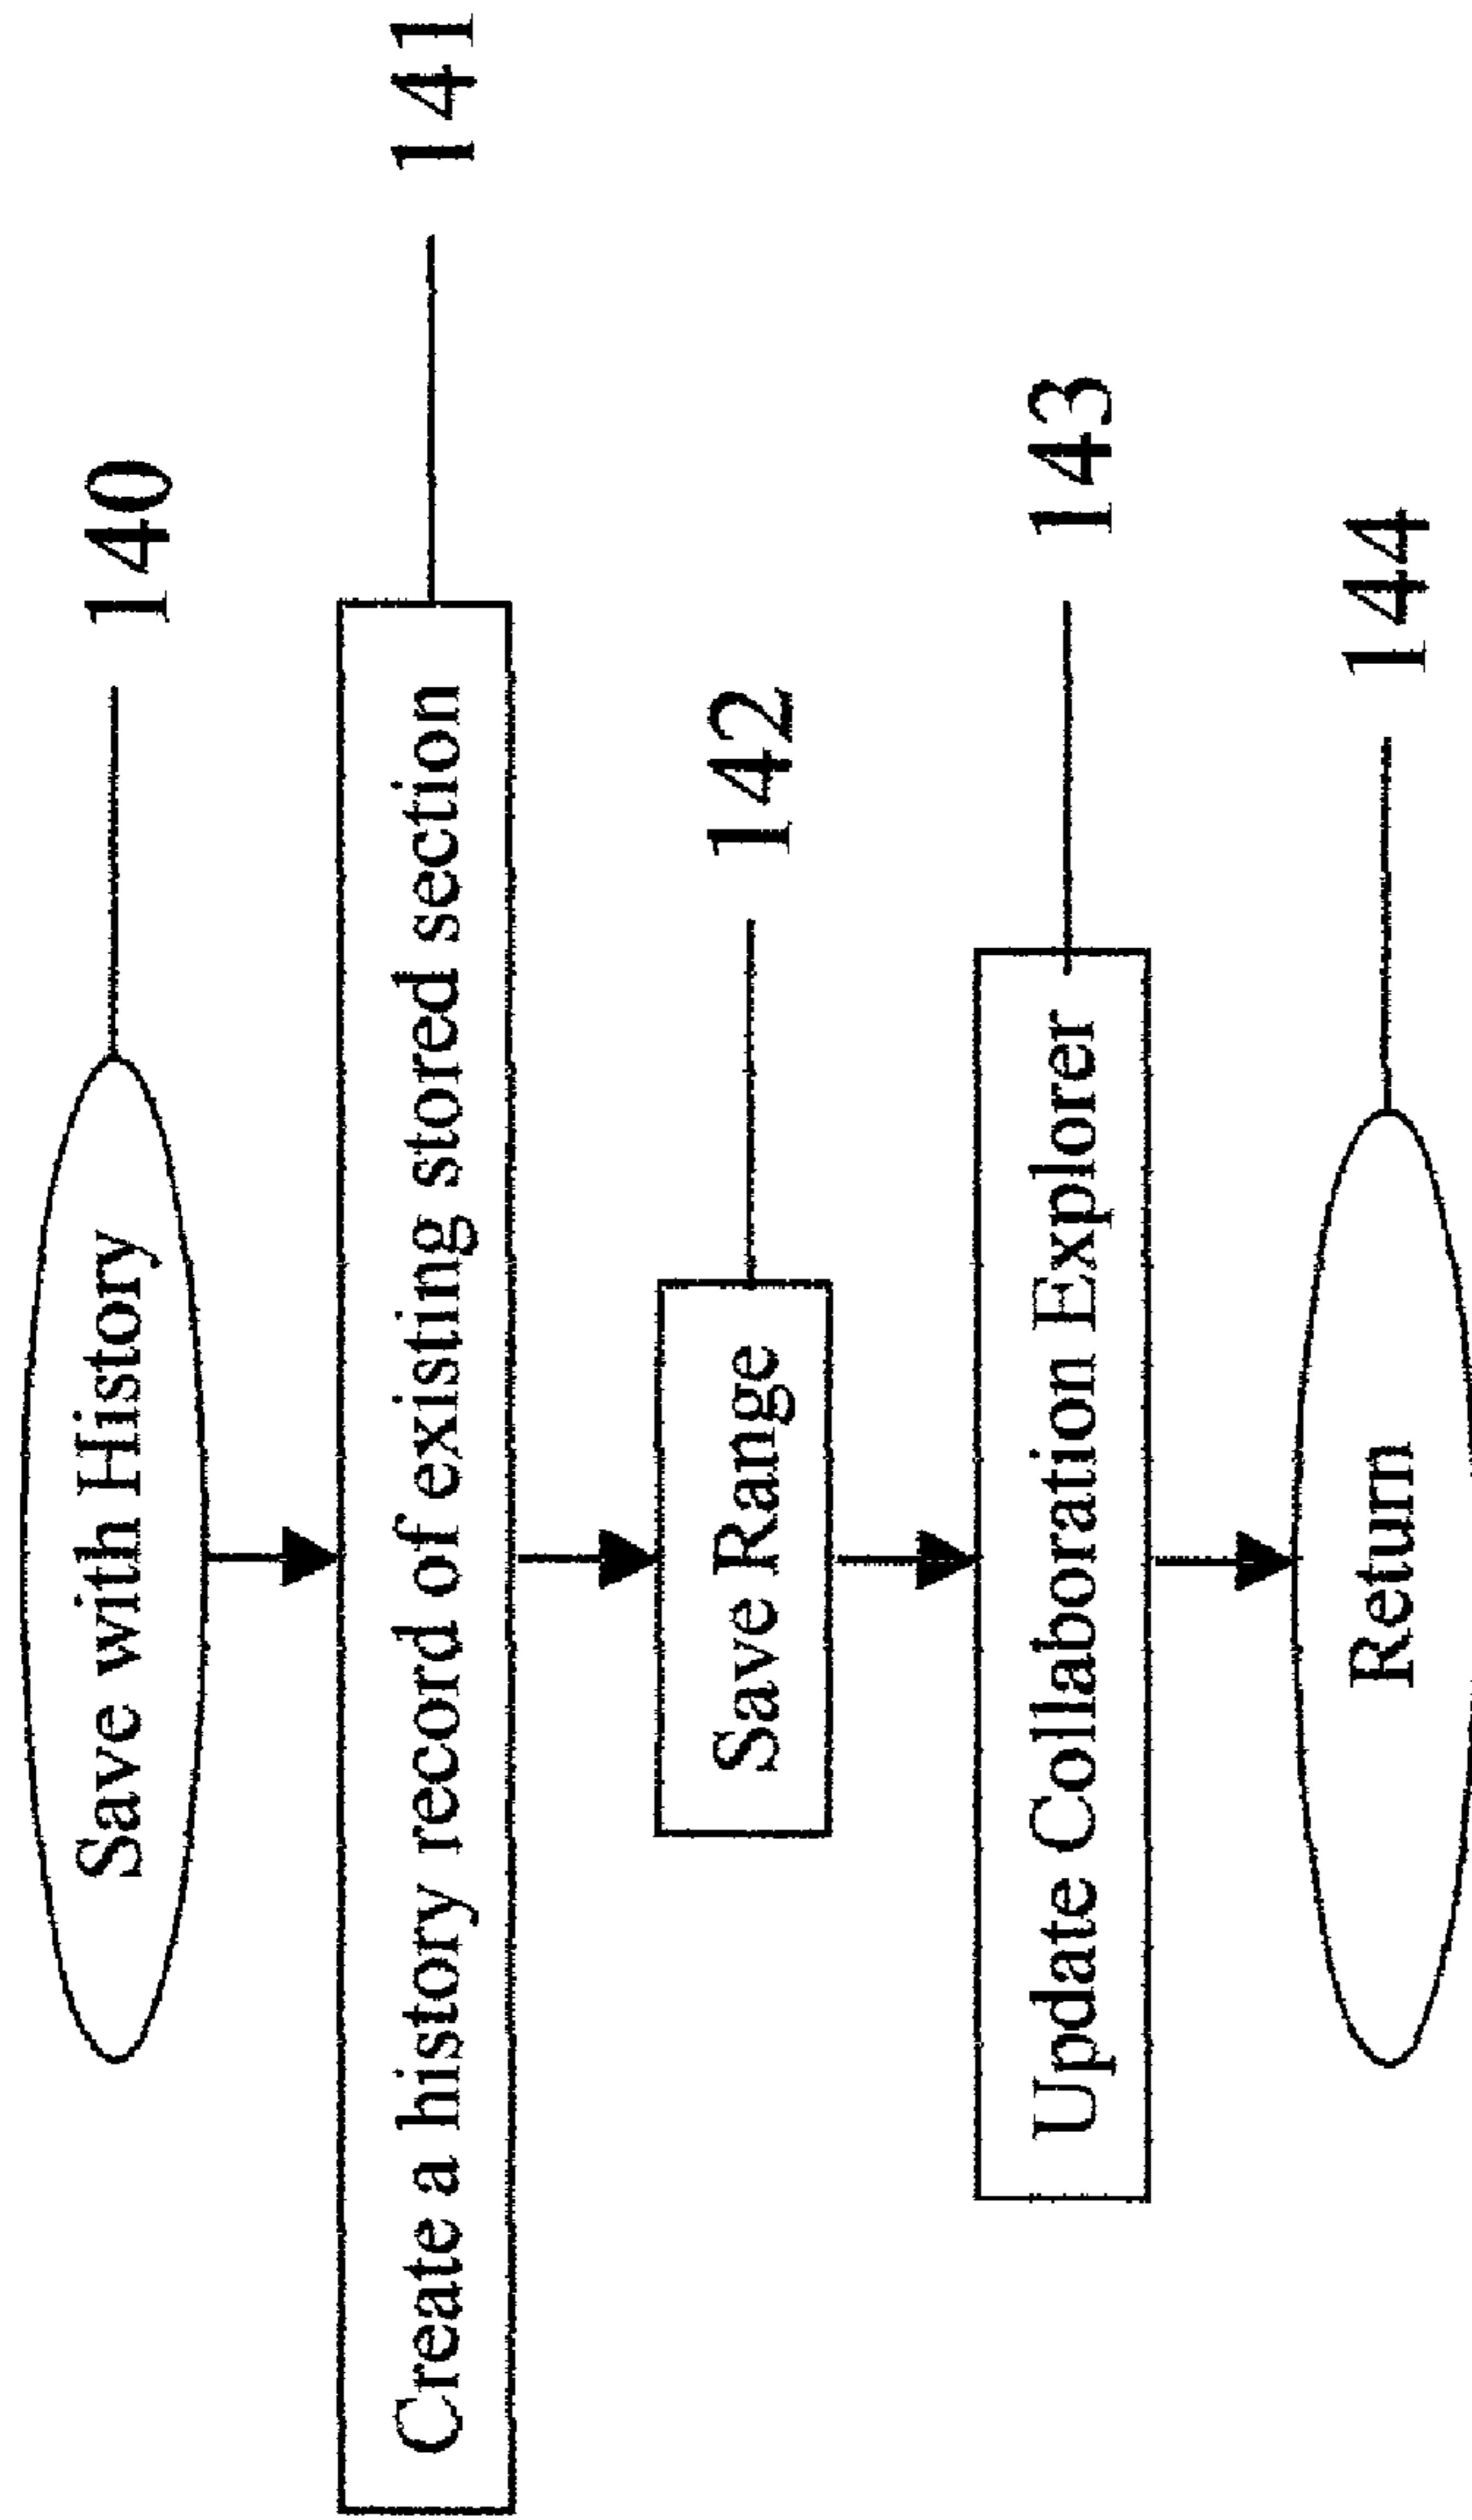 Save with History 140
Create a history record of existing stored section 141
Save Range 142
Update Collaboration Explorer 143
Return 144